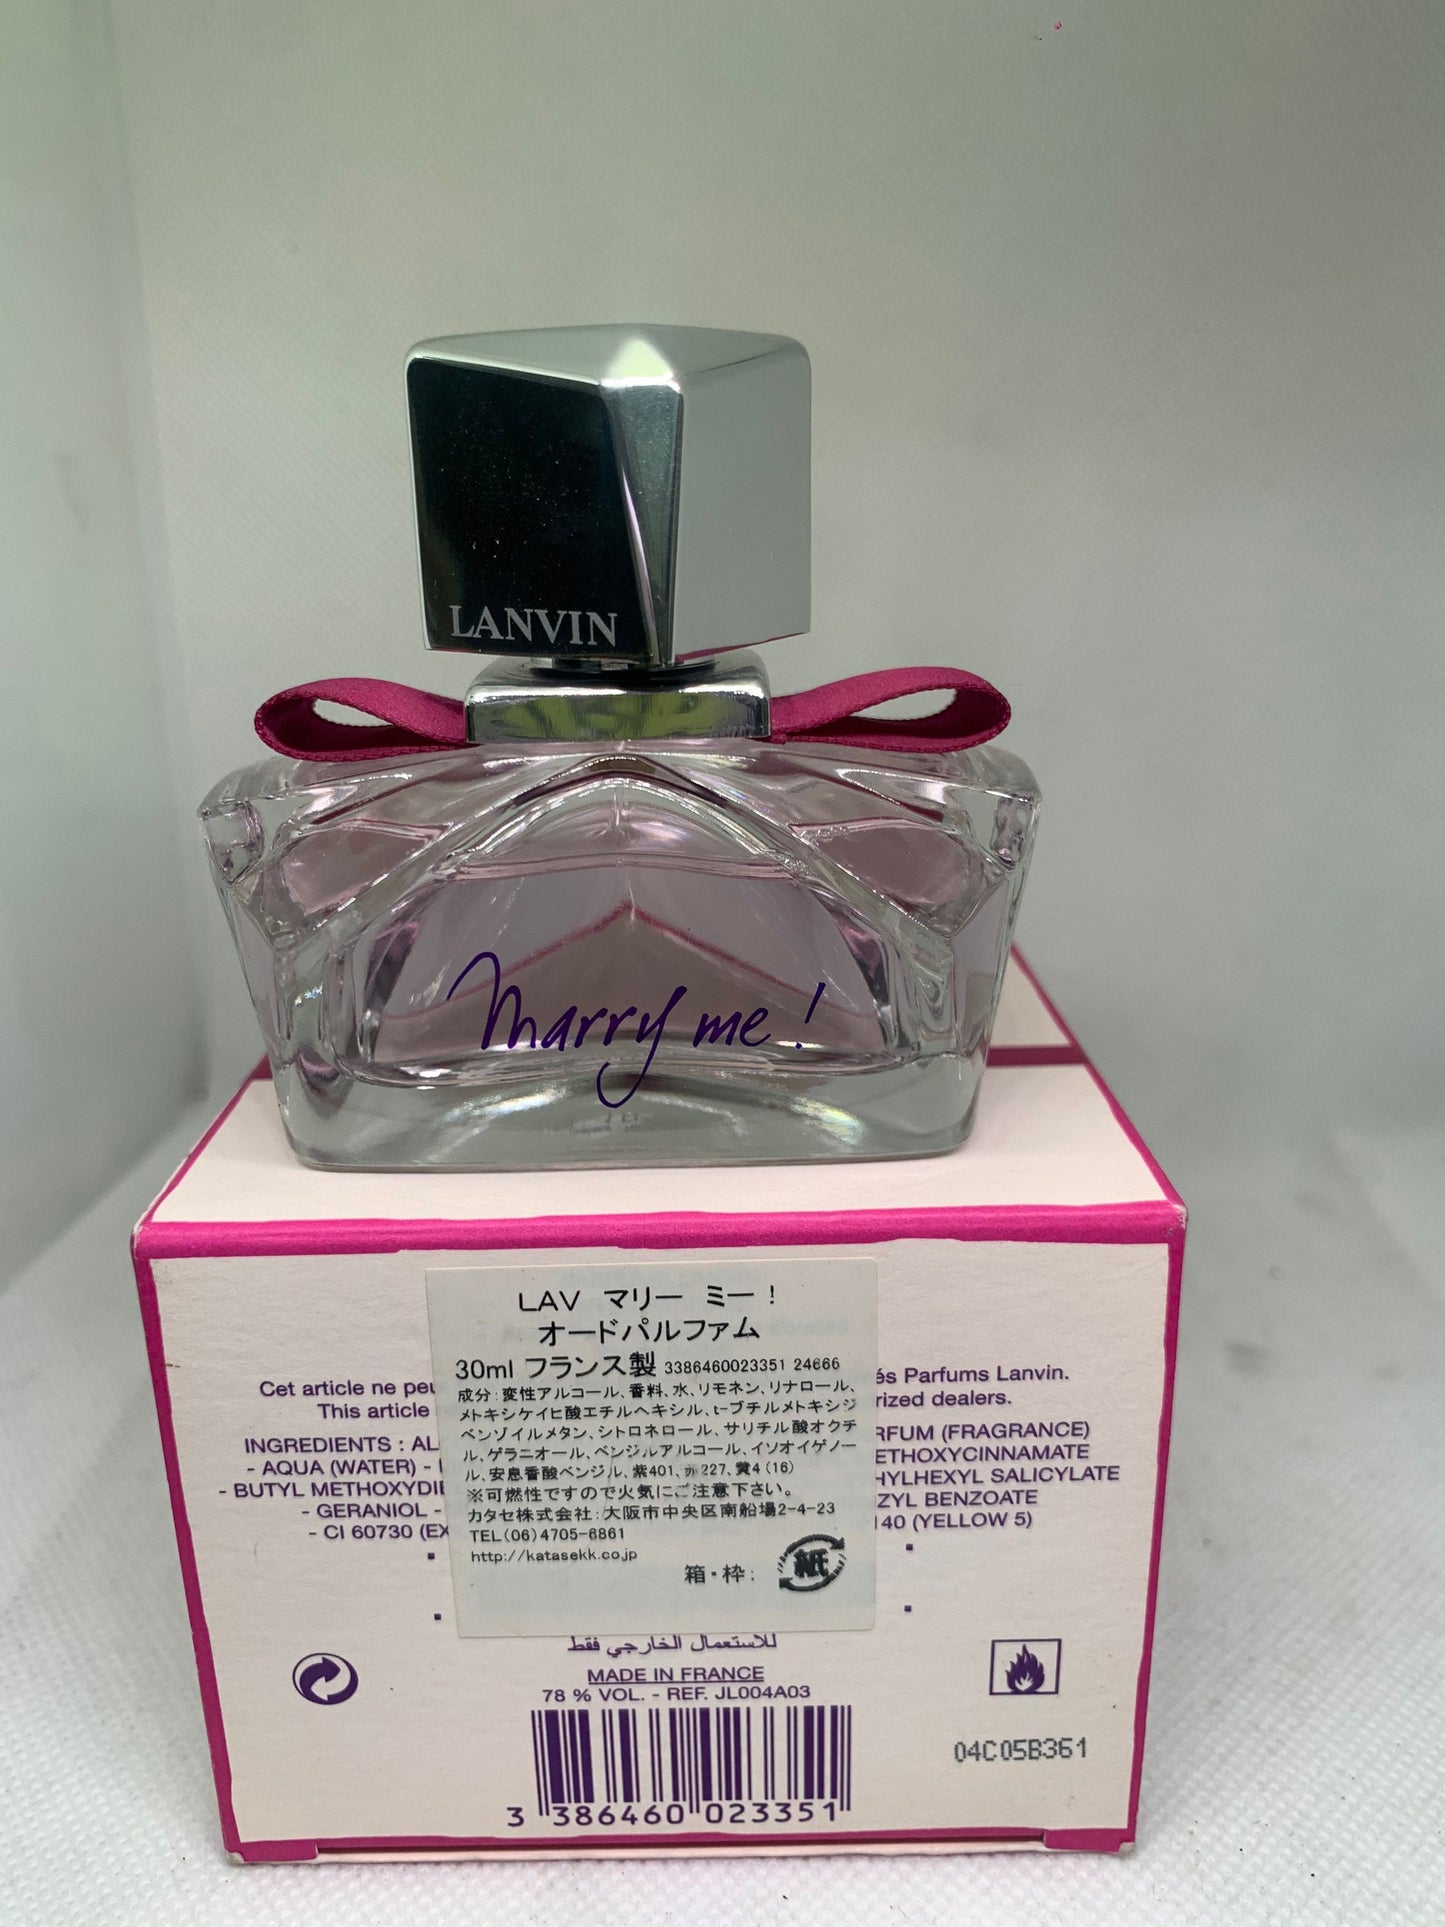 LANVIN
Marry me !
LAV マリー ミー !
オードパルファム
30ml フランス製 3386460023351 24666
成分:変性アルコール、香料、水、リモネン、リナロール、
メトキシケイヒ酸エチルヘキシル、t-ブチルメトキシジ
ベンゾイルメタン、シトロネロール、サリチル酸オクチ
ル、ゲラニオール、ベンジルアルコール、イソオイゲノー
ル、安息香酸ベンジル、紫401、赤227、黄4(16)
※可燃性ですので火気にご注意下さい。
カタセ株式会社:大阪市中央区南船場2-4-23
TEL(06)4705-6861
http://katasekk.co.jp
箱・枠: 紙
Cet article ne peu és Parfums Lanvin.
This article rized dealers.
INGREDIENTS : AL RFUM (FRAGRANCE)
- AQUA (WATER) - ETHOXYCINNAMATE
- BUTYL METHOXYDI HYLHEXYL SALICYLATE
- GERANIOL - ZYL BENZOATE
- CI 60730 (EX 140 (YELLOW 5)
للاستعمال الخارجي فقط
MADE IN FRANCE
78 % VOL. - REF. JL004A03
04C05B361
3 386460 023351